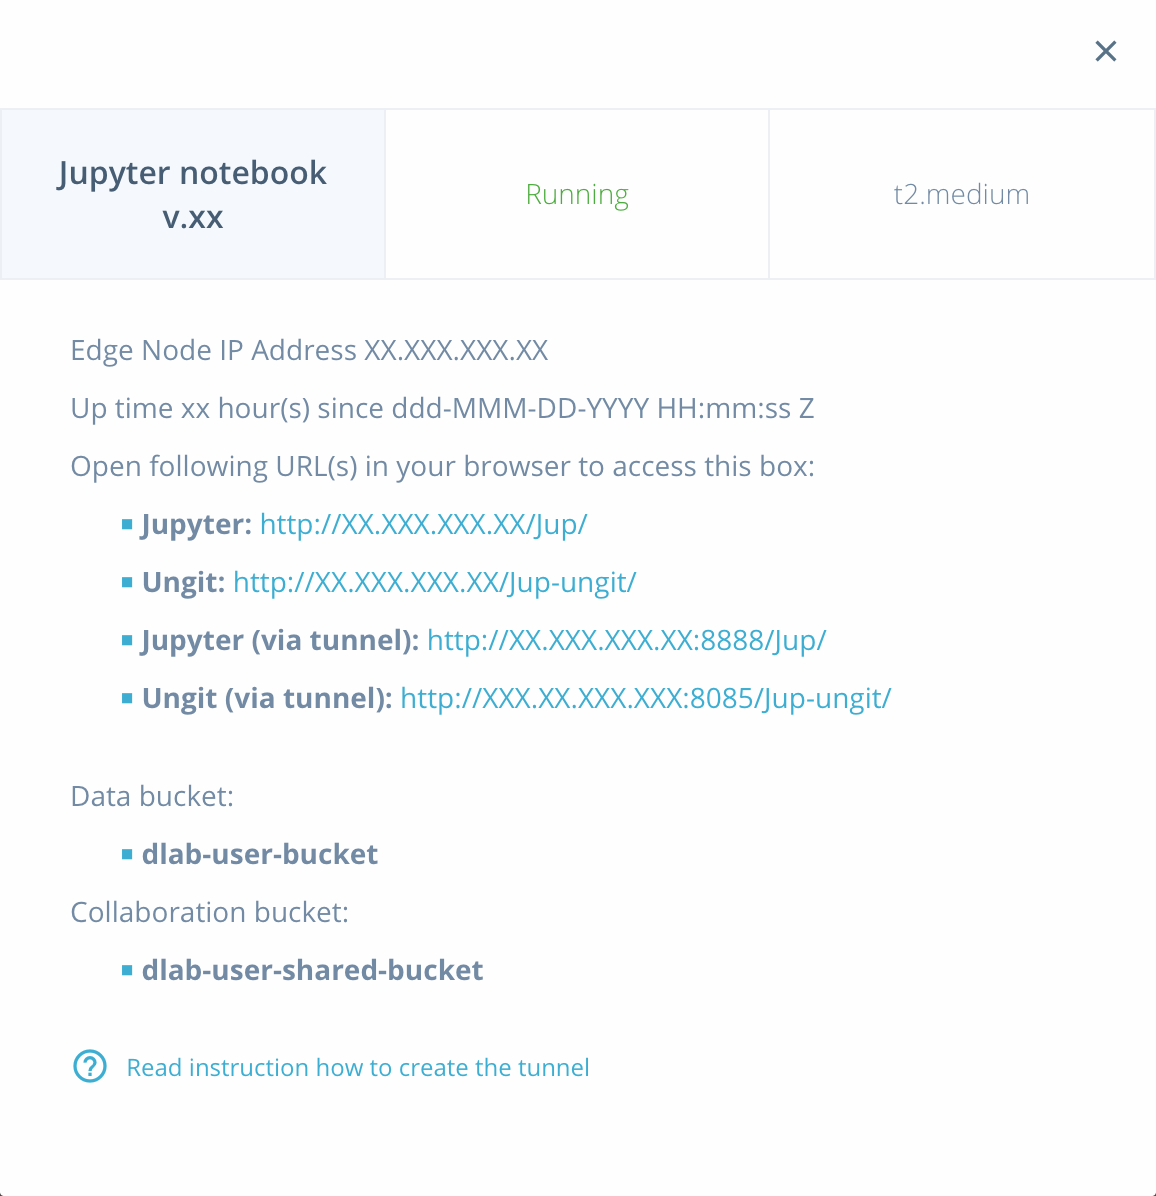 Jupyter notebook
v.xx
Running
t2.medium
Edge Node IP Address XX.XXX.XXX.XX
Up time xx hour(s) since ddd-MMM-DD-YYYY HH:mm:ss Z
Open following URL(s) in your browser to access this box:
Jupyter: http://XX.XXX.XXX.XX/Jup/
Ungit: http://XX.XXX.XXX.XX/Jup-ungit/
Jupyter (via tunnel): http://XX.XXX.XXX.XX:8888/Jup/
Ungit (via tunnel): http://XXX.XX.XXX.XXX:8085/Jup-ungit/
Data bucket:
dlab-user-bucket
Collaboration bucket:
dlab-user-shared-bucket
Read instruction how to create the tunnel